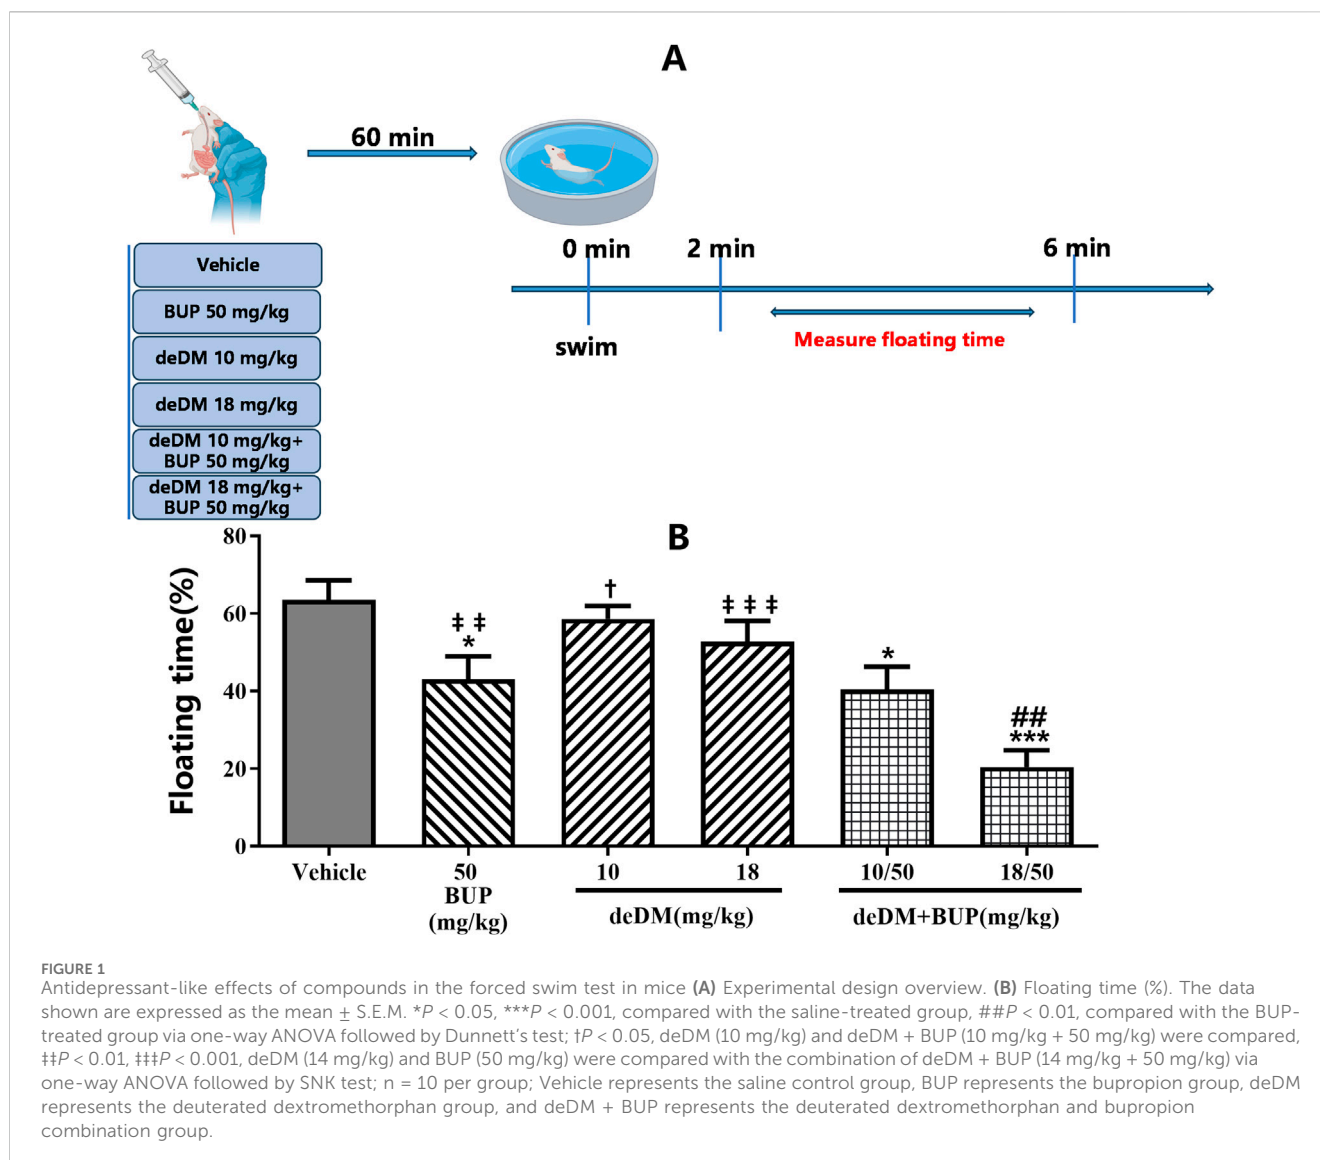 A
60 min
0 min
2 min
6 min
swim
Measure floating time
Vehicle
BUP 50 mg/kg
deDM 10 mg/kg
deDM 18 mg/kg
deDM 10 mg/kg+
BUP 50 mg/kg
deDM 18 mg/kg+
BUP 50 mg/kg
B
Floating time(%)
80
60
40
20
0
‡ ‡
*
†
‡ ‡ ‡
*
##
***
Vehicle
50
10
18
10/50
18/50
BUP
(mg/kg)
deDM(mg/kg)
deDM+BUP(mg/kg)
FIGURE 1
Antidepressant-like effects of compounds in the forced swim test in mice (A) Experimental design overview. (B) Floating time (%). The data
shown are expressed as the mean ± S.E.M. *P < 0.05, ***P < 0.001, compared with the saline-treated group, ##P < 0.01, compared with the BUP-
treated group via one-way ANOVA followed by Dunnett's test; †P < 0.05, deDM (10 mg/kg) and deDM + BUP (10 mg/kg + 50 mg/kg) were compared,
‡‡P < 0.01, ‡‡‡P < 0.001, deDM (14 mg/kg) and BUP (50 mg/kg) were compared with the combination of deDM + BUP (14 mg/kg + 50 mg/kg) via
one-way ANOVA followed by SNK test; n = 10 per group; Vehicle represents the saline control group, BUP represents the bupropion group, deDM
represents the deuterated dextromethorphan group, and deDM + BUP represents the deuterated dextromethorphan and bupropion
combination group.